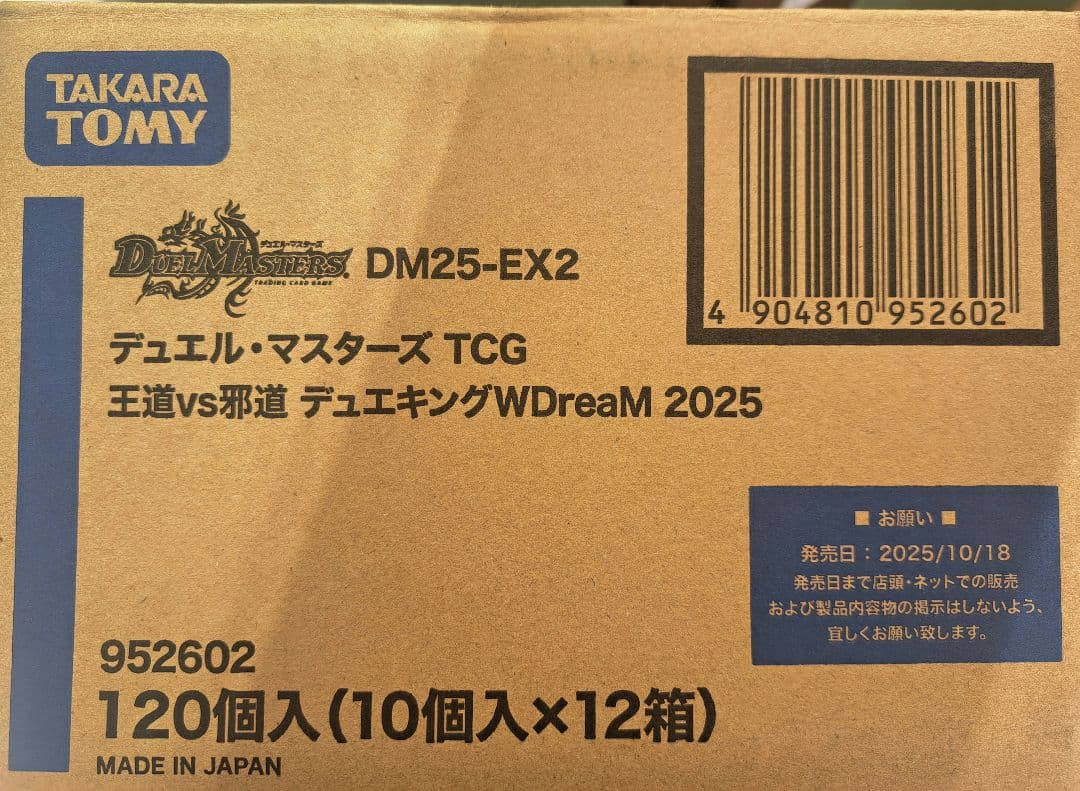 TAKARA
TOMY
デュエル・マスターズ
DUEL MASTERS
TRADING CARD GAME
DM25-EX2
デュエル・マスターズ TCG
王道vs邪道 デュエキングWDreaM 2025
4 904810 952602
■ お願い ■
発売日：2025/10/18
発売日まで店頭・ネットでの販売
および製品内容物の掲示はしないよう、
宜しくお願い致します。
952602
120個入(10個入×12箱)
MADE IN JAPAN